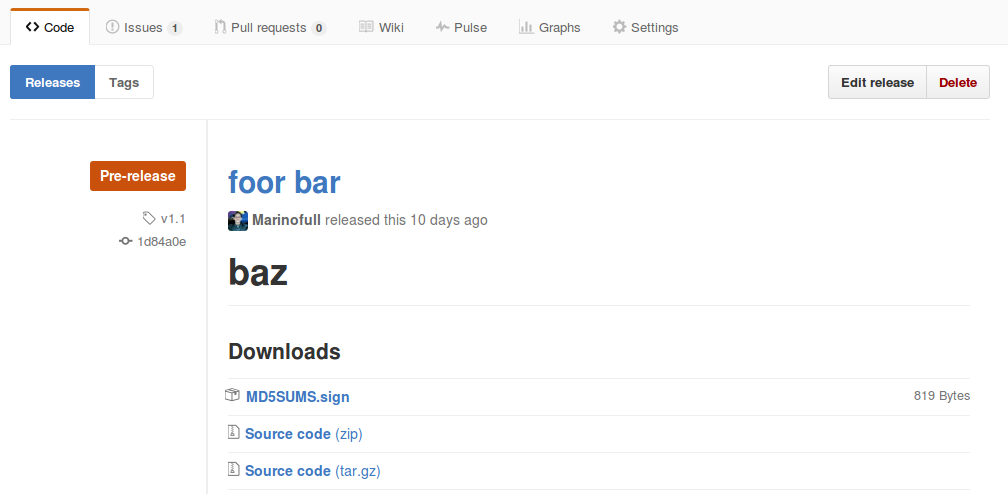 Code Issues 1 Pull requests 0 Wiki Pulse Graphs Settings
Releases Tags Edit release Delete
Pre-release
v1.1
1d84a0e
foor bar
Marinofull released this 10 days ago
baz
Downloads
MD5SUMS.sign 819 Bytes
Source code (zip)
Source code (tar.gz)